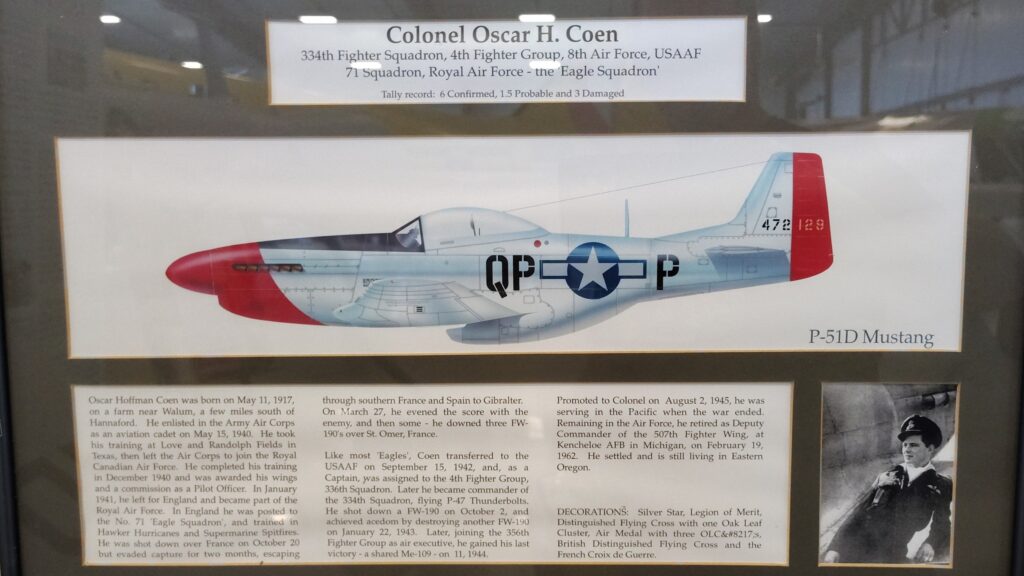 Colonel Oscar H. Coen
334th Fighter Squadron, 4th Fighter Group, 8th Air Force, USAAF
71 Squadron, Royal Air Force - the 'Eagle Squadron'
Tally record: 6 Confirmed, 1.5 Probable and 3 Damaged
472129
QP P
P-51D Mustang
Oscar Hoffman Coen was born on May 11, 1917,
on a farm near Walum, a few miles south of
Hannaford. He enlisted in the Army Air Corps
as an aviation cadet on May 15, 1940. He took
his training at Love and Randolph Fields in
Texas, then left the Air Corps to join the Royal
Canadian Air Force. He completed his training
in December 1940 and was awarded his wings
and a commission as a Pilot Officer. In January
1941, he left for England and became part of the
Royal Air Force. In England he was posted to
the No. 71 'Eagle Squadron', and trained in
Hawker Hurricanes and Supermarine Spitfires.
He was shot down over France on October 20
but evaded capture for two months, escaping
through southern France and Spain to Gibralter.
On March 27, he evened the score with the
enemy, and then some - he downed three FW-
190's over St. Omer, France.
Like most 'Eagles', Coen transferred to the
USAAF on September 15, 1942, and, as a
Captain, was assigned to the 4th Fighter Group,
336th Squadron. Later he became commander of
the 334th Squadron, flying P-47 Thunderbolts.
He shot down a FW-190 on October 2, and
achieved acedom by destroying another FW-190
on January 22, 1943. Later, joining the 356th
Fighter Group as air executive, he gained his last
victory - a shared Me-109 - on 11, 1944.
Promoted to Colonel on August 2, 1945, he was
serving in the Pacific when the war ended.
Remaining in the Air Force, he retired as Deputy
Commander of the 507th Fighter Wing, at
Kencheloe AFB in Michigan, on February 19,
1962. He settled and is still living in Eastern
Oregon.
DECORATIONS: Silver Star, Legion of Merit,
Distinguished Flying Cross with one Oak Leaf
Cluster, Air Medal with three OLC&#8217;s,
British Distinguished Flying Cross and the
French Croix de Guerre.